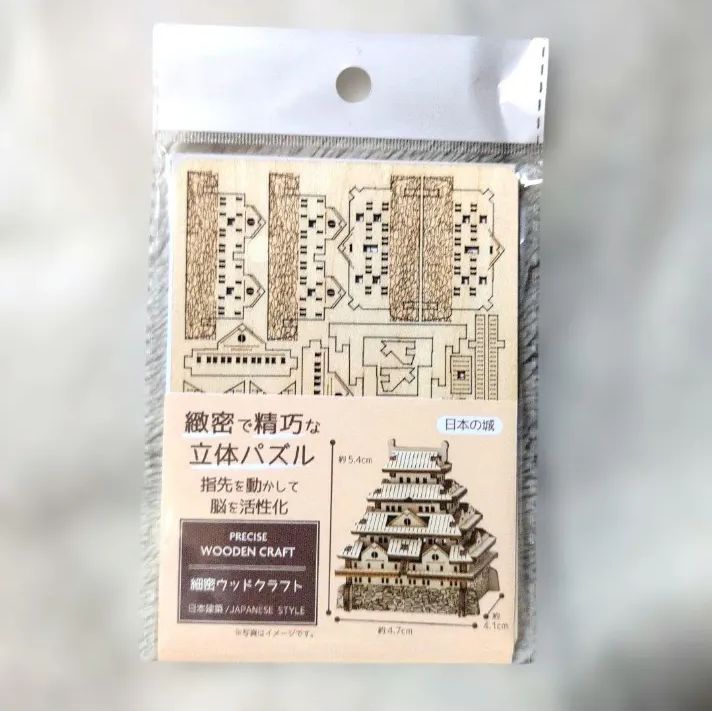 緻密で精巧な
立体パズル
指先を動かして
脳を活性化
PRECISE
WOODEN CRAFT
細密ウッドクラフト
日本建築/JAPANESE STYLE
※写真はイメージです。
日本の城
約5.4cm
約4.7cm
約
4.1cm